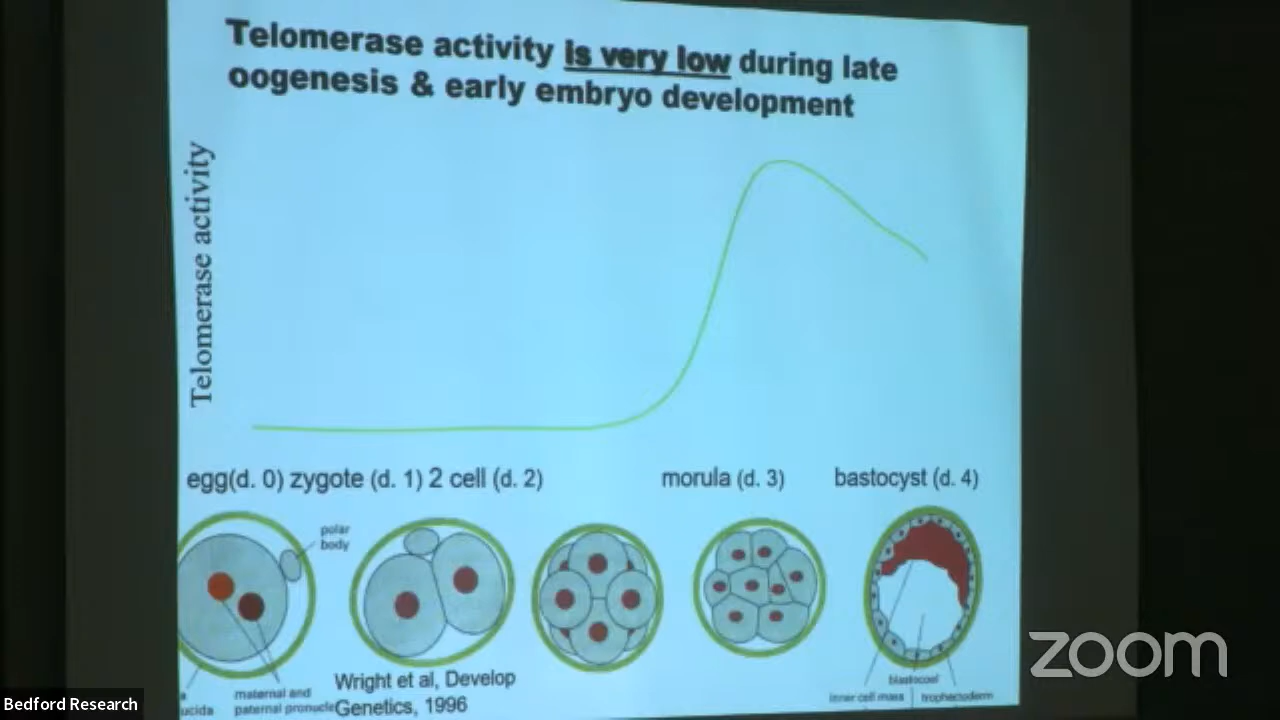 Telomerase activity is very low during late
oogenesis & early embryo development
Telomerase activity
egg(d. 0) zygote (d. 1) 2 cell (d. 2)
morula (d. 3)
bastocyst (d. 4)
polar
body
a
ucida
maternal and
paternal pronucle
Wright et al, Develop
Genetics, 1996
blastocoel
inner cell mass
trophectoderm
zoom
Bedford Research